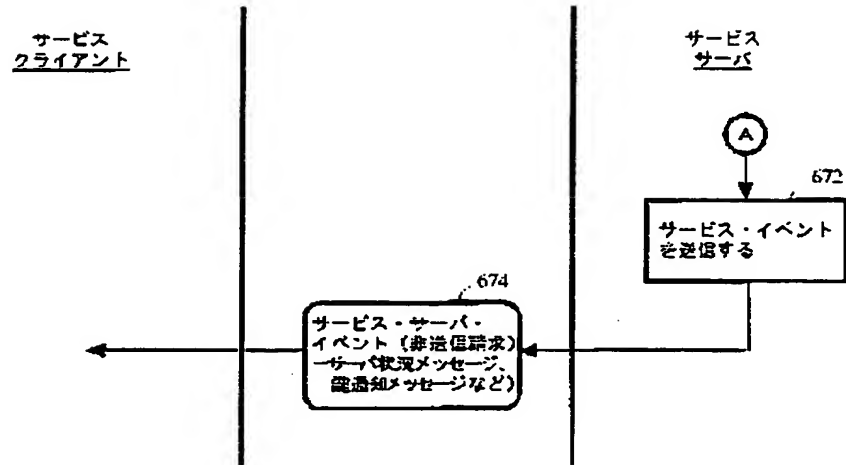 サービス
クライアント
サービス
サーバ
A
672
サービス・イベント
を送信する
674
サービス・サーバ・
イベント (非送信請求)
ーサーバ状況メッセージ、
通知メッセージなど)